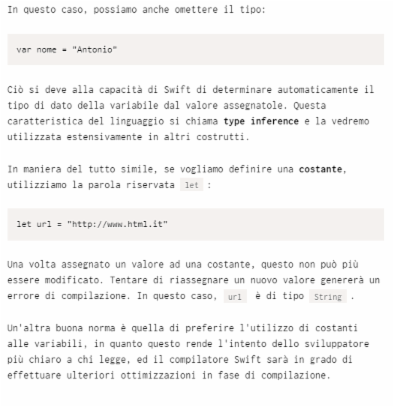 In questo caso, possiamo anche omettere il tipo:
var nome = "Antonio"
Ciò si deve alla capacità di Swift di determinare automaticamente il
tipo di dato della variabile dal valore assegnatole. Questa
caratteristica del linguaggio si chiama type inference e la vedremo
utilizzata estensivamente in altri costrutti.
In maniera del tutto simile, se vogliamo definire una costante,
utilizziamo la parola riservata let :
let url = "http://www.html.it"
Una volta assegnato un valore ad una costante, questo non può più
essere modificato. Tentare di riassegnare un nuovo valore genererà un
errore di compilazione. In questo caso, url è di tipo String .
Un'altra buona norma è quella di preferire l'utilizzo di costanti
alle variabili, in quanto questo rende l'intento dello sviluppatore
più chiaro a chi legge, ed il compilatore Swift sarà in grado di
effettuare ulteriori ottimizzazioni in fase di compilazione.